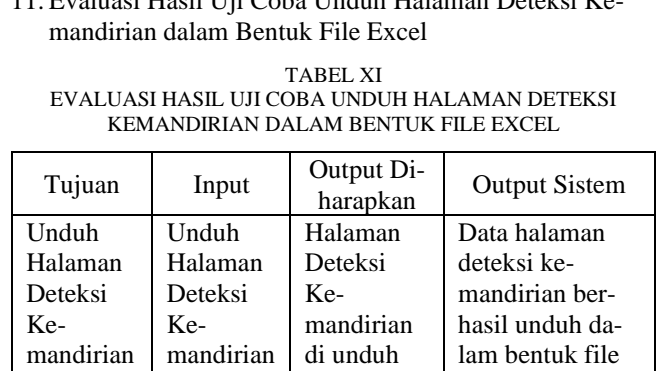 11. Evaluasi Hasil Uji Coba Unduh Halaman Deteksi Ke-
mandirian dalam Bentuk File Excel
TABEL XI
EVALUASI HASIL UJI COBA UNDUH HALAMAN DETEKSI
KEMANDIRIAN DALAM BENTUK FILE EXCEL
Tujuan
Input
Output Di-
harapkan
Output Sistem
Unduh
Halaman
Deteksi
Ke-
mandirian
Unduh
Halaman
Deteksi
Ke-
mandirian
Halaman
Deteksi
Ke-
mandirian
di unduh
Data halaman
deteksi ke-
mandirian ber-
hasil unduh da-
lam bentuk file